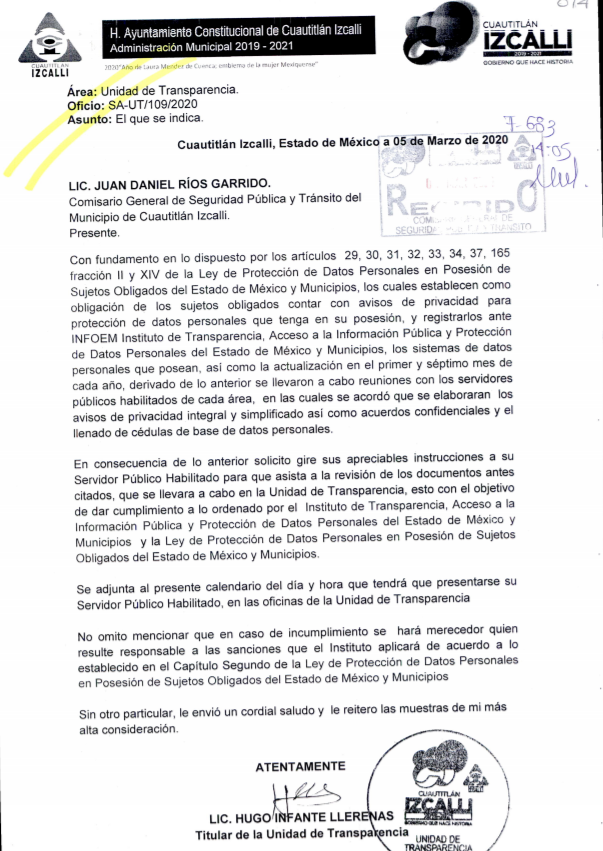 014
H. Ayuntamiento Constitucional de Cuautitlán Izcalli
Administración Municipal 2019 - 2021
CUAUTITLÁN
IZCALLI
2019 - 2021
GOBIERNO QUE HACE HISTORIA
CUAUTITLÁN
IZCALLI
2020"Año de Laura Méndez de Cuenca; emblema de la mujer Mexiquense"
Área: Unidad de Transparencia.
Oficio: SA-UT/109/2020
Asunto: El que se indica.
Cuautitlán Izcalli, Estado de México a 05 de Marzo de 2020
7-683
14:05
RECIBIDO
SEGURIDAD
TRÁNSITO
LIC. JUAN DANIEL RÍOS GARRIDO.
Comisario General de Seguridad Pública y Tránsito del
Municipio de Cuautitlán Izcalli.
Presente.
Con fundamento en lo dispuesto por los artículos 29, 30, 31, 32, 33, 34, 37, 165
fracción II y XIV de la Ley de Protección de Datos Personales en Posesión de
Sujetos Obligados del Estado de México y Municipios, los cuales establecen como
obligación de los sujetos obligados contar con avisos de privacidad para
protección de datos personales que tenga en su posesión, y registrarlos ante
INFOEM Instituto de Transparencia, Acceso a la Información Pública y Protección
de Datos Personales del Estado de México y Municipios, los sistemas de datos
personales que posean, así como la actualización en el primer y séptimo mes de
cada año, derivado de lo anterior se llevaron a cabo reuniones con los servidores
públicos habilitados de cada área, en las cuales se acordó que se elaboraran los
avisos de privacidad integral y simplificado así como acuerdos confidenciales y el
llenado de cédulas de base de datos personales.
En consecuencia de lo anterior solicito gire sus apreciables instrucciones a su
Servidor Público Habilitado para que asista a la revisión de los documentos antes
citados, que se llevara a cabo en la Unidad de Transparencia, esto con el objetivo
de dar cumplimiento a lo ordenado por el Instituto de Transparencia, Acceso a la
Información Pública y Protección de Datos Personales del Estado de México y
Municipios y la Ley de Protección de Datos Personales en Posesión de Sujetos
Obligados del Estado de México y Municipios.
Se adjunta al presente calendario del día y hora que tendrá que presentarse su
Servidor Público Habilitado, en las oficinas de la Unidad de Transparencia
No omito mencionar que en caso de incumplimiento se hará merecedor quien
resulte responsable a las sanciones que el Instituto aplicará de acuerdo a lo
establecido en el Capítulo Segundo de la Ley de Protección de Datos Personales
en Posesión de Sujetos Obligados del Estado de México y Municipios
Sin otro particular, le envió un cordial saludo y le reitero las muestras de mi más
alta consideración.
ATENTAMENTE
LIC. HUGO INFANTE LLERENAS
Titular de la Unidad de Transparencia
CUAUTITLÁN
IZCALLI
GOBIERNO QUE HACE HISTORIA
UNIDAD DE
TRANSPARENCIA